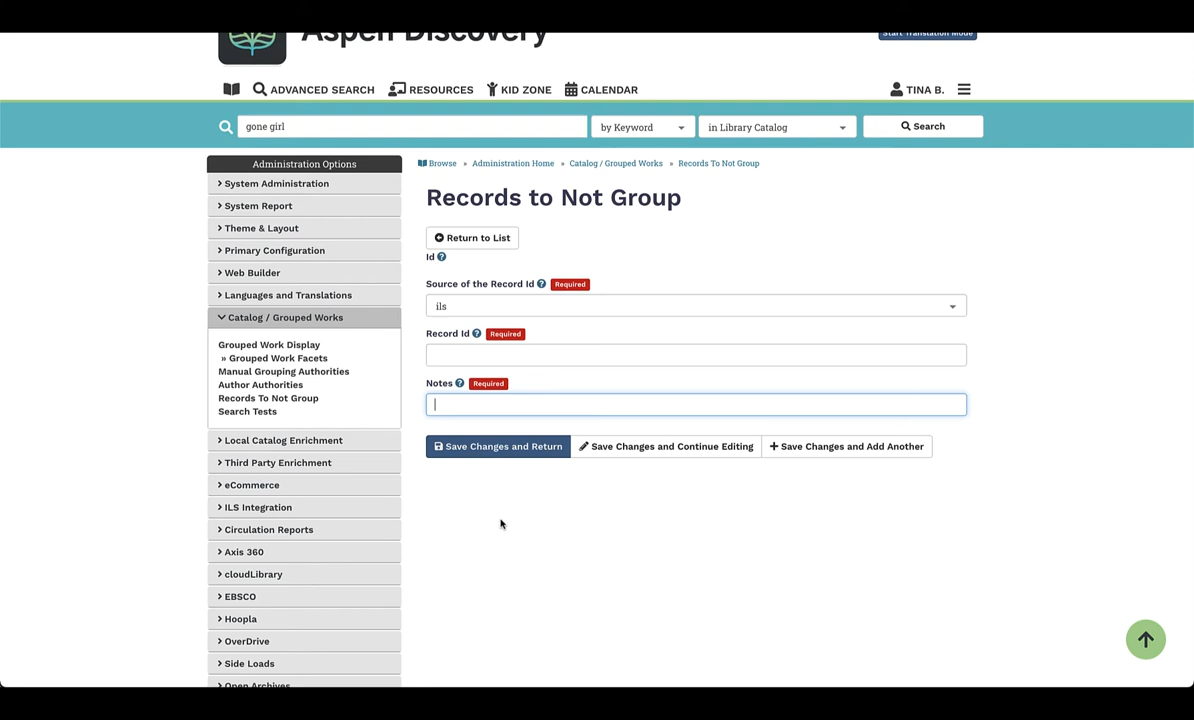 Aspen Discovery
Start Translation Mode
ADVANCED SEARCH RESOURCES KID ZONE CALENDAR TINA B.
gone girl by Keyword in Library Catalog Search
Administration Options
Browse » Administration Home » Catalog / Grouped Works » Records To Not Group
System Administration
System Report
Theme & Layout
Primary Configuration
Web Builder
Languages and Translations
Catalog / Grouped Works
Grouped Work Display
» Grouped Work Facets
Manual Grouping Authorities
Author Authorities
Records To Not Group
Search Tests
Local Catalog Enrichment
Third Party Enrichment
eCommerce
ILS Integration
Circulation Reports
Axis 360
cloudLibrary
EBSCO
Hoopla
OverDrive
Side Loads
Open Archives
Records to Not Group
Return to List
Id ?
Source of the Record Id ? Required
ils
Record Id ? Required
Notes ? Required
Save Changes and Return Save Changes and Continue Editing + Save Changes and Add Another